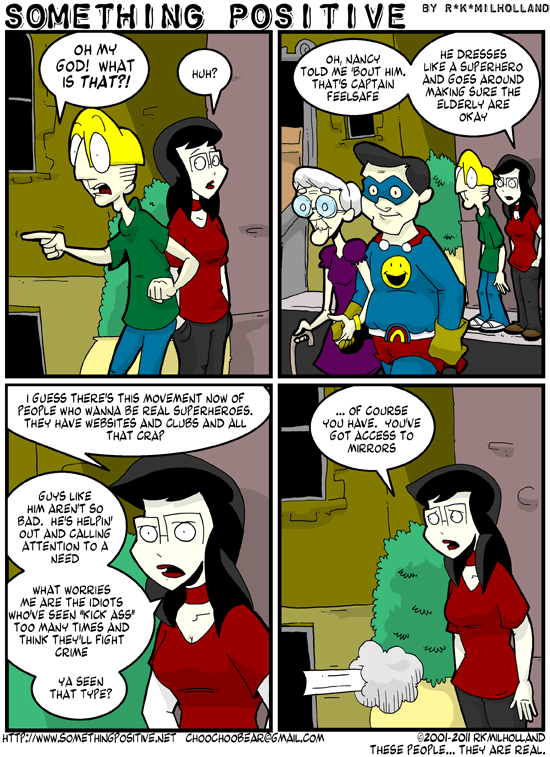 SOMETHING POSITIVE BY R*K*MILHOLLAND
OH MY
GOD! WHAT
IS THAT?!
HUH?
OH, NANCY
TOLD ME 'BOUT HIM.
THAT'S CAPTAIN
FEELSAFE
HE DRESSES
LIKE A SUPERHERO
AND GOES AROUND
MAKING SURE THE
ELDERLY ARE
OKAY
I GUESS THERE'S THIS MOVEMENT NOW OF
PEOPLE WHO WANNA BE REAL SUPERHEROES.
THEY HAVE WEBSITES AND CLUBS AND ALL
THAT CRAP
GUYS LIKE
HIM AREN'T SO
BAD. HE'S HELPIN'
OUT AND CALLING
ATTENTION TO A
NEED
WHAT WORRIES
ME ARE THE IDIOTS
WHO'VE SEEN "KICK ASS"
TOO MANY TIMES AND
THINK THEY'LL FIGHT
CRIME
YA SEEN
THAT TYPE?
... OF COURSE
YOU HAVE. YOU'VE
GOT ACCESS TO
MIRRORS
HTTP://WWW.SOMETHINGPOSITIVE.NET CHOOCHOOBEAR@GMAIL.COM ©2001-2011 RKMILHOLLAND
THESE PEOPLE... THEY ARE REAL.